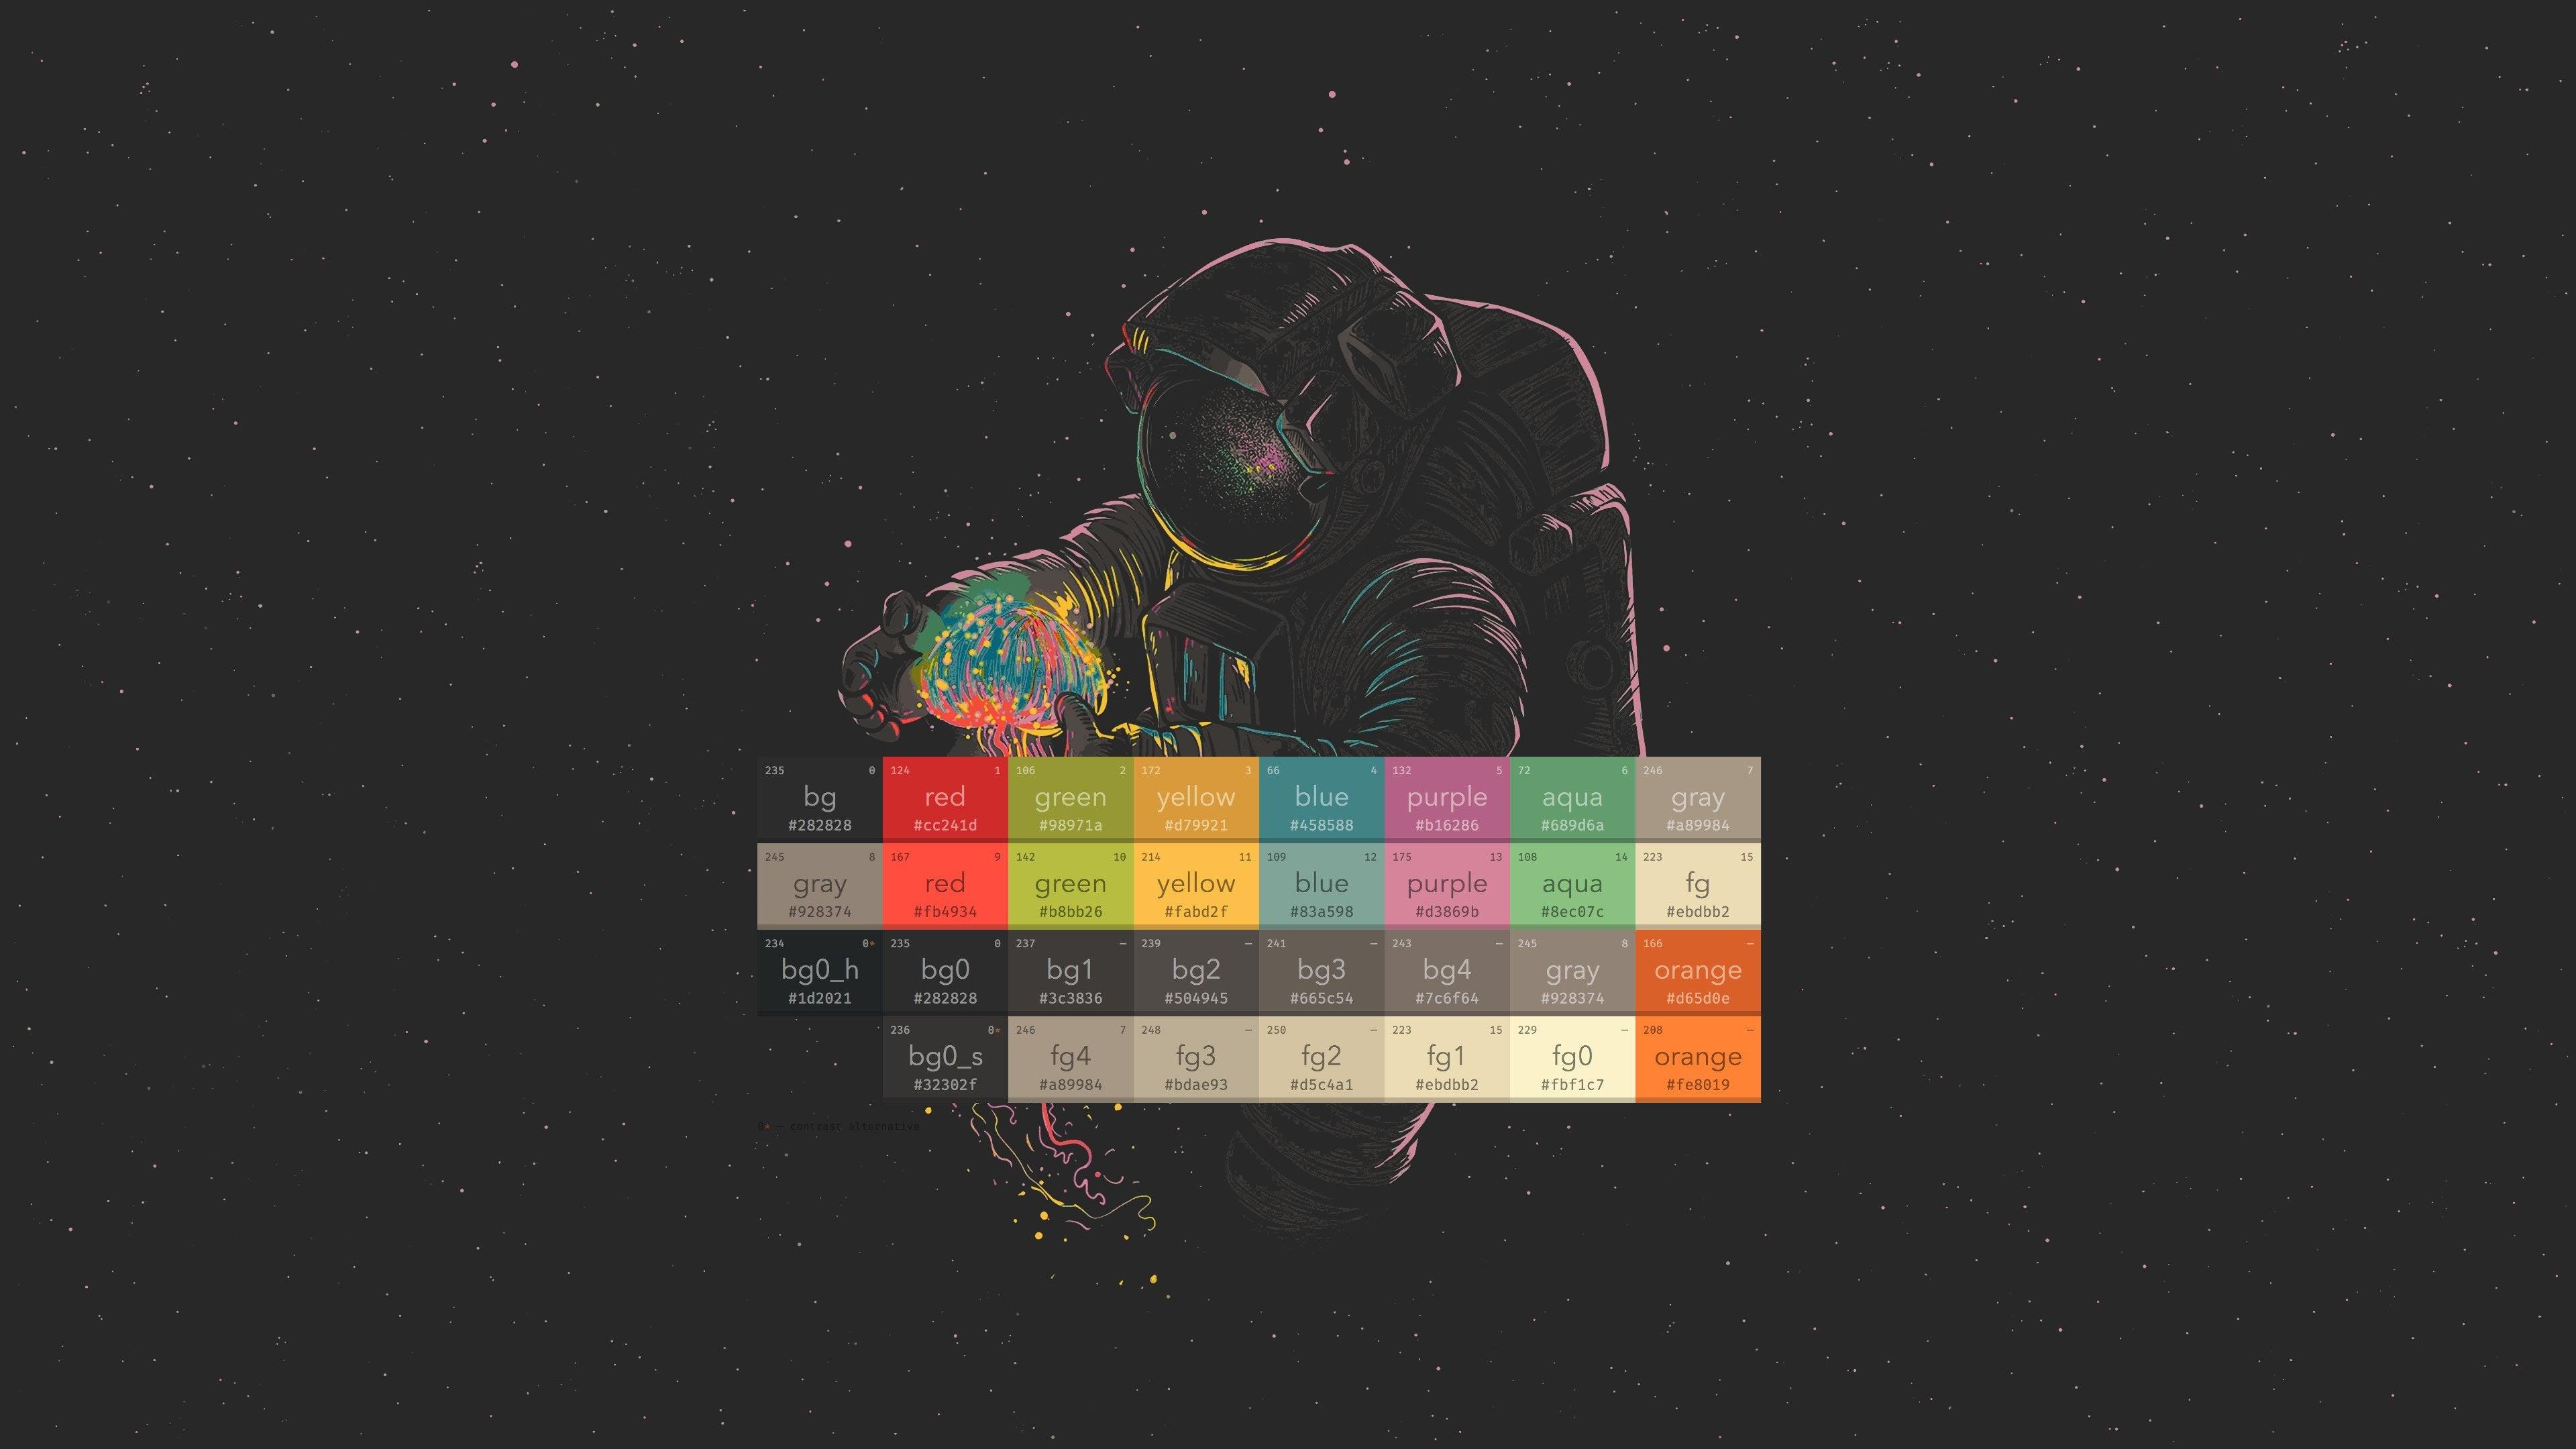 235 0 124 1 106 2 172 3 66 4 132 5 72 6 246 7
bg red green yellow blue purple aqua gray
#282828 #cc241d #98971a #d79921 #458588 #b16286 #689d6a #a89984
245 8 167 9 142 10 214 11 109 12 175 13 108 14 223 15
gray red green yellow blue purple aqua fg
#928374 #fb4934 #b8bb26 #fabd2f #83a598 #d3869b #8ec07c #ebdbb2
234 0* 235 0 237 — 239 — 241 — 243 — 245 8 166 —
bg0_h bg0 bg1 bg2 bg3 bg4 gray orange
#1d2021 #282828 #3c3836 #504945 #665c54 #7c6f64 #928374 #d65d0e
236 0* 246 7 248 — 250 — 223 15 229 — 208 —
bg0_s fg4 fg3 fg2 fg1 fg0 orange
#32302f #a89984 #bdae93 #d5c4a1 #ebdbb2 #fbf1c7 #fe8019
0* — contrast alternative